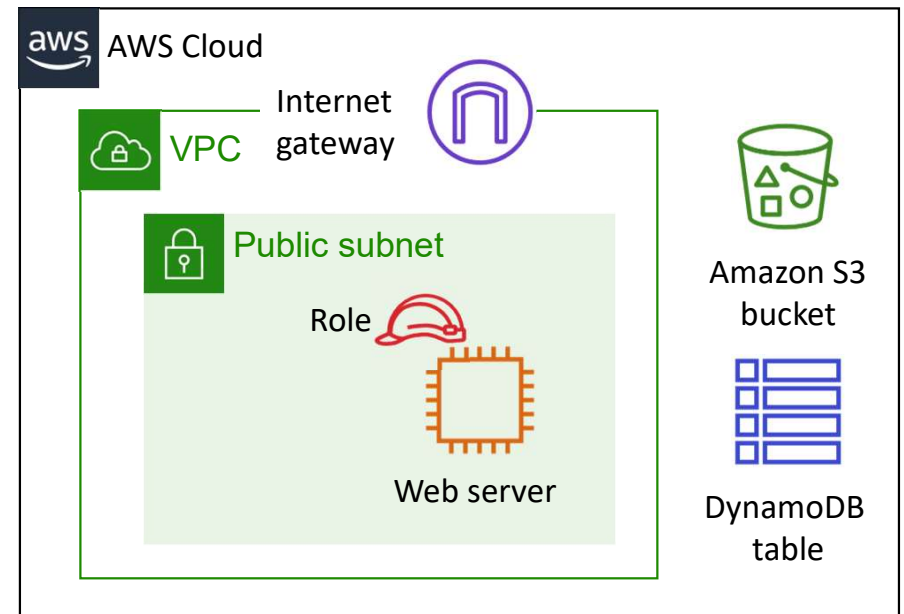 aws
AWS Cloud
Internet
gateway
VPC
Public subnet
Role
Web server
Amazon S3
bucket
DynamoDB
table